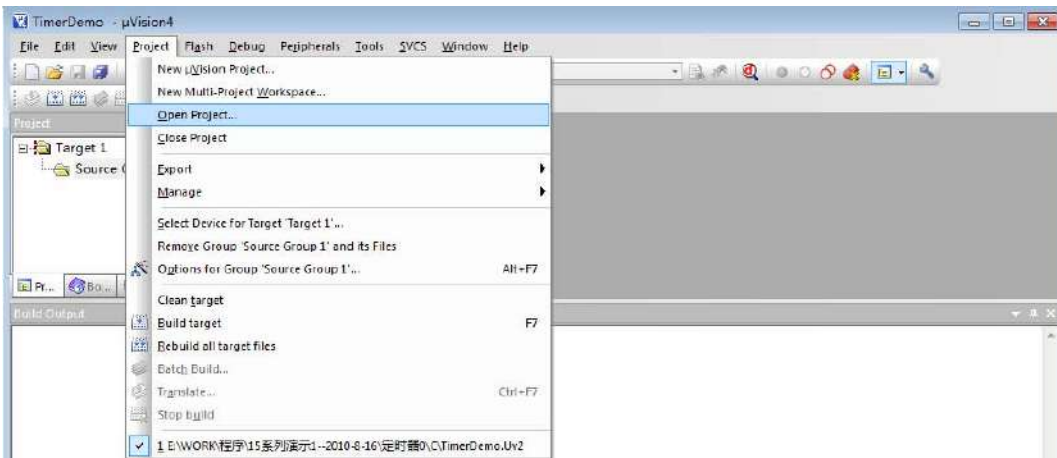 TimerDemo - µVision4
File Edit View Project Flash Debug Peripherals Tools SVCS Window Help
New µVision Project...
New Multi-Project Workspace...
Project
Open Project...
Close Project
Target 1
Source G
Export
Manage
Select Device for Target 'Target 1'...
Remove Group 'Source Group 1' and its Files
Options for Group 'Source Group 1'... Alt+F7
Pr... Bo...
Clean target
Build Output
Build target F7
Rebuild all target files
Batch Build...
Translate... Ctrl+F7
Stop build
1 E:\WORK\程序\15系列演示1--2010-8-16\定时器0\C\TimerDemo.Uv2